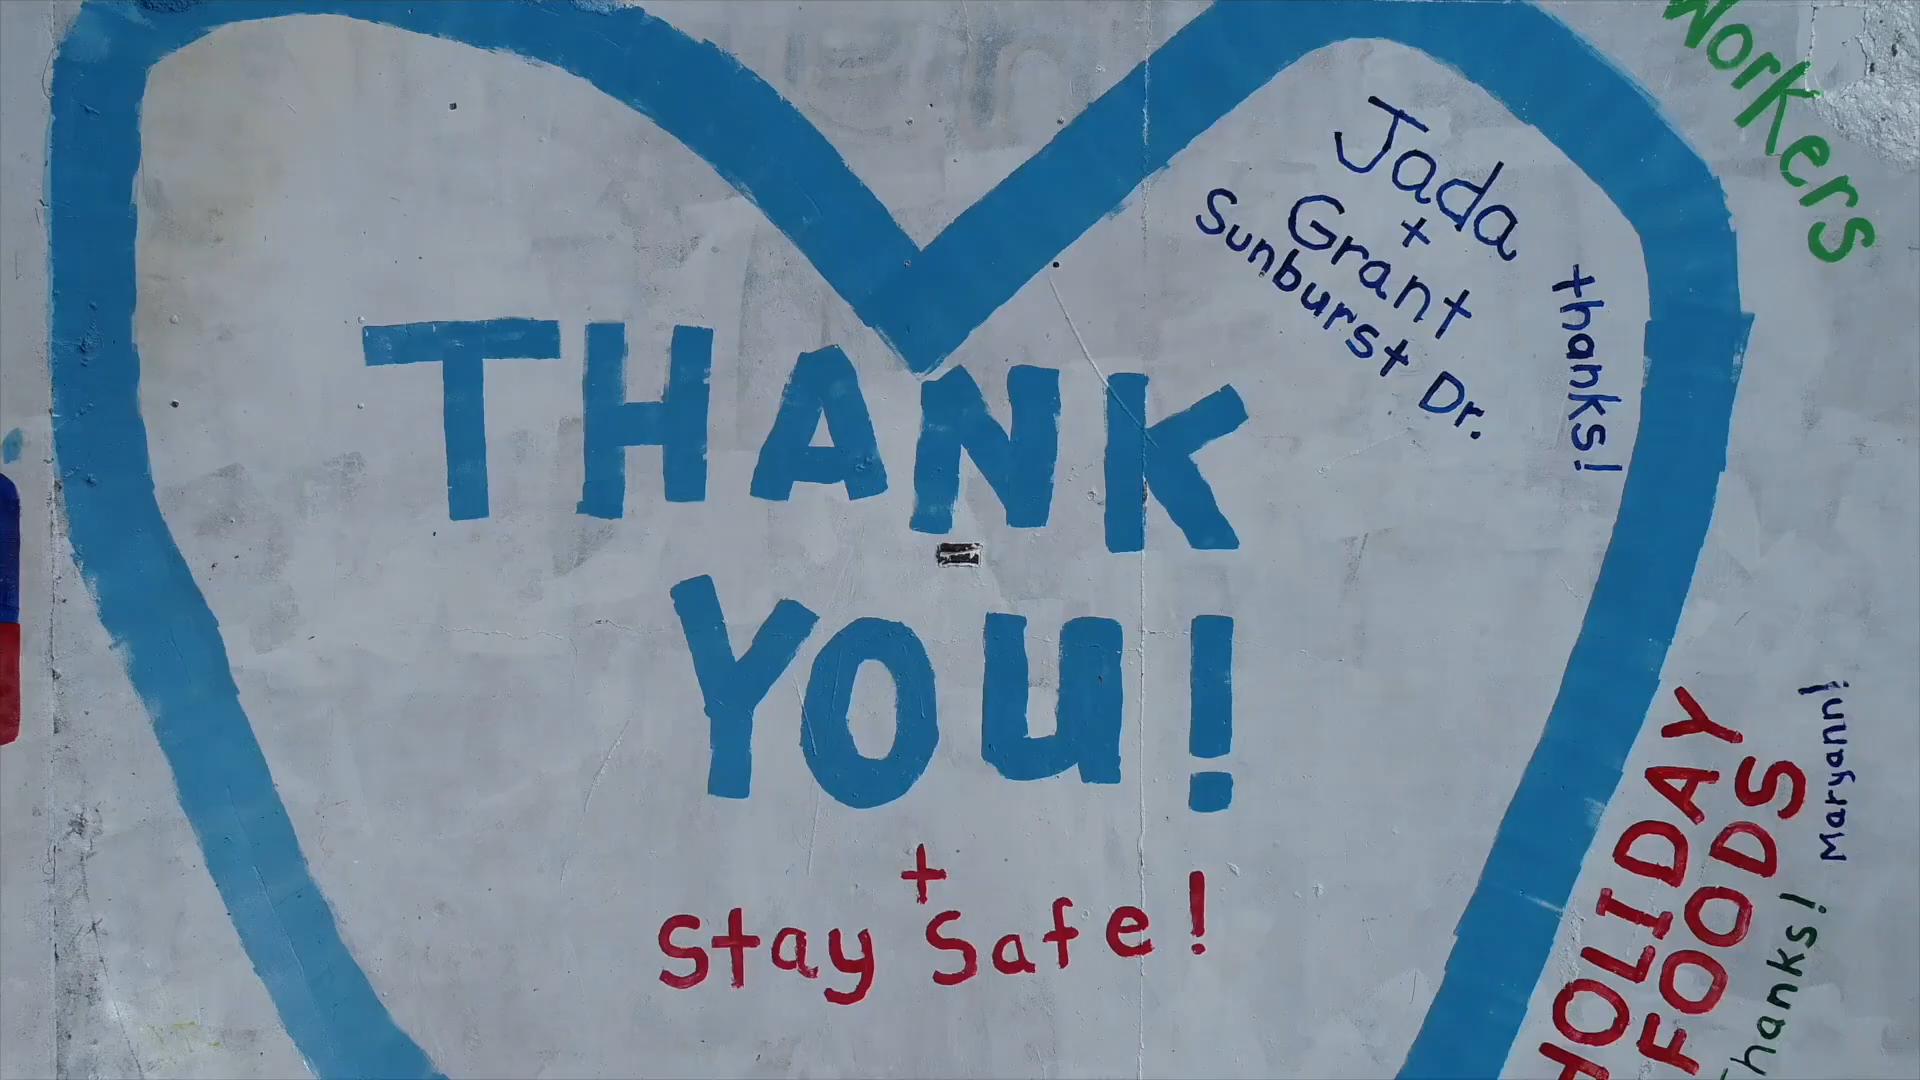 Workers
Jada
+
Grant
Sunburst Dr.
thanks!
THANK
YOU!
+
Stay Safe!
HOLIDAY
FOODS
Thanks!
Maryann!